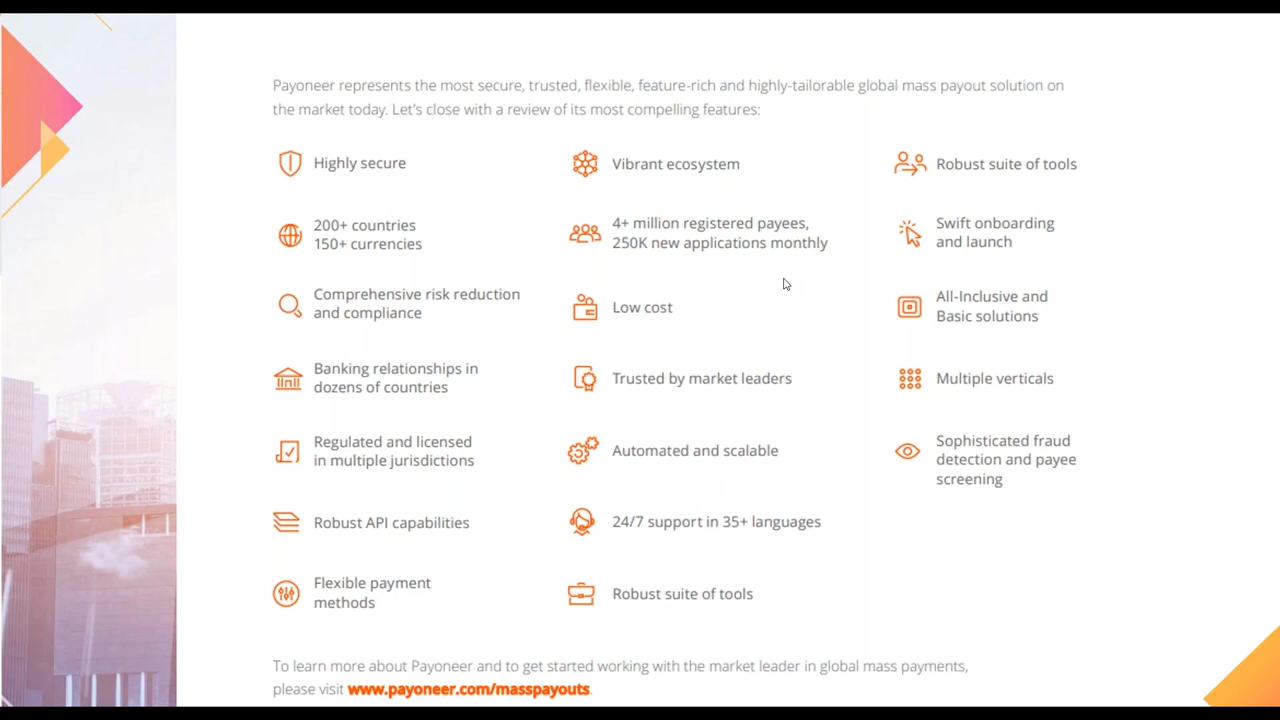 Payoneer represents the most secure, trusted, flexible, feature-rich and highly-tailorable global mass payout solution on
the market today. Let's close with a review of its most compelling features:
Highly secure
200+ countries
150+ currencies
Comprehensive risk reduction
and compliance
Banking relationships in
dozens of countries
Regulated and licensed
in multiple jurisdictions
Robust API capabilities
Flexible payment
methods
Vibrant ecosystem
4+ million registered payees,
250K new applications monthly
Low cost
Trusted by market leaders
Automated and scalable
24/7 support in 35+ languages
Robust suite of tools
Robust suite of tools
Swift onboarding
and launch
All-Inclusive and
Basic solutions
Multiple verticals
Sophisticated fraud
detection and payee
screening
To learn more about Payoneer and to get started working with the market leader in global mass payments,
please visit www.payoneer.com/masspayouts.